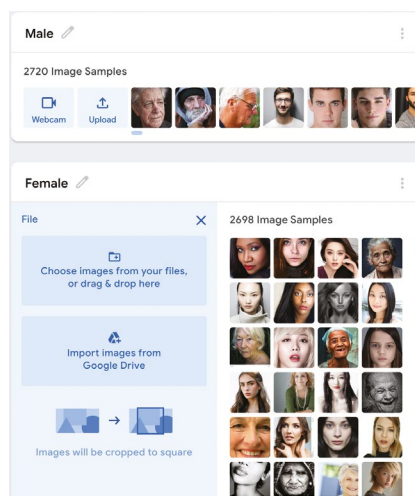 Male
2720 Image Samples
Webcam
Upload
Female
File
2698 Image Samples
Choose images from your files,
or drag & drop here
Import images from
Google Drive
Images will be cropped to square